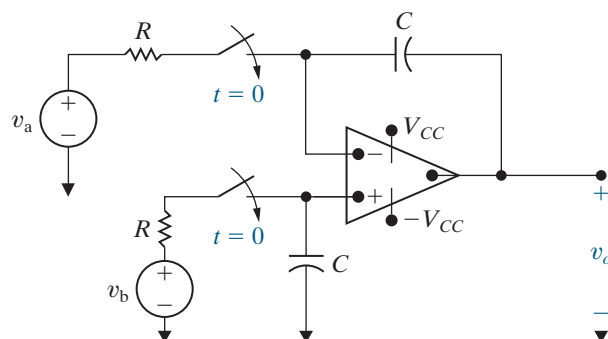 R
C
t = 0
v_a
+
−
V_CC
−
+
−V_CC
R
t = 0
C
v_b
+
−
+
v_o
−